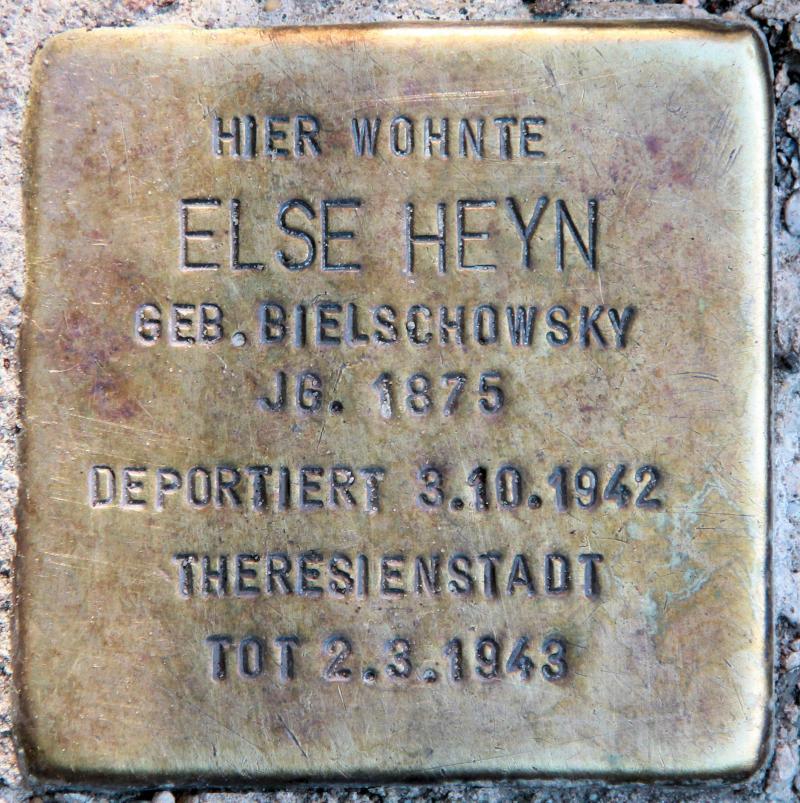 HIER WOHNTE
ELSE HEYN
GEB. BIELSCHOWSKY
JG. 1875
DEPORTIERT 3.10.1942
THERESIENSTADT
TOT 2.3.1943